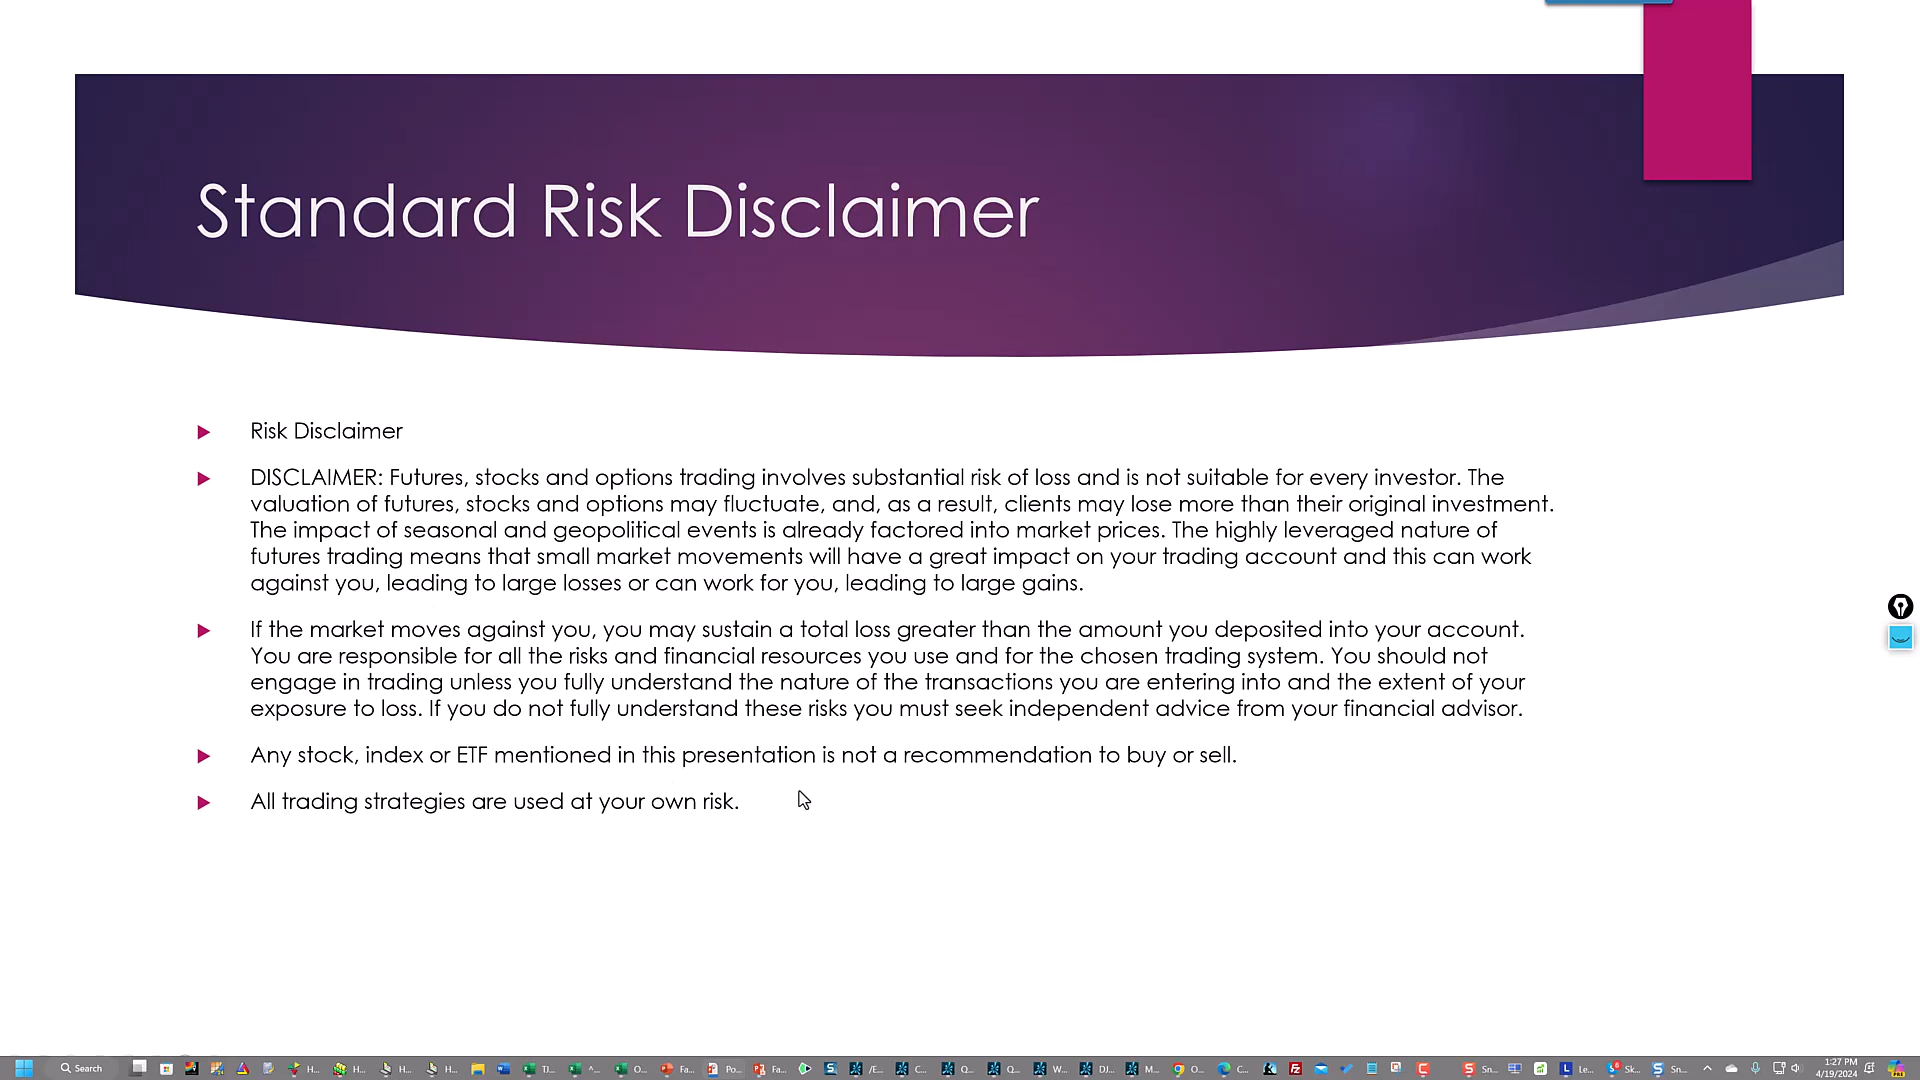 Standard Risk Disclaimer
Risk Disclaimer
DISCLAIMER: Futures, stocks and options trading involves substantial risk of loss and is not suitable for every investor. The
valuation of futures, stocks and options may fluctuate, and, as a result, clients may lose more than their original investment.
The impact of seasonal and geopolitical events is already factored into market prices. The highly leveraged nature of
futures trading means that small market movements will have a great impact on your trading account and this can work
against you, leading to large losses or can work for you, leading to large gains.
If the market moves against you, you may sustain a total loss greater than the amount you deposited into your account.
You are responsible for all the risks and financial resources you use and for the chosen trading system. You should not
engage in trading unless you fully understand the nature of the transactions you are entering into and the extent of your
exposure to loss. If you do not fully understand these risks you must seek independent advice from your financial advisor.
Any stock, index or ETF mentioned in this presentation is not a recommendation to buy or sell.
All trading strategies are used at your own risk.
Search H... H... H... H... TJ... ^... O... Fa... Po... Fa... /E... C... Q... Q... W... DJ... M... O... C... Sn... Le... Sk... Sn... 1:27 PM
4/19/2024